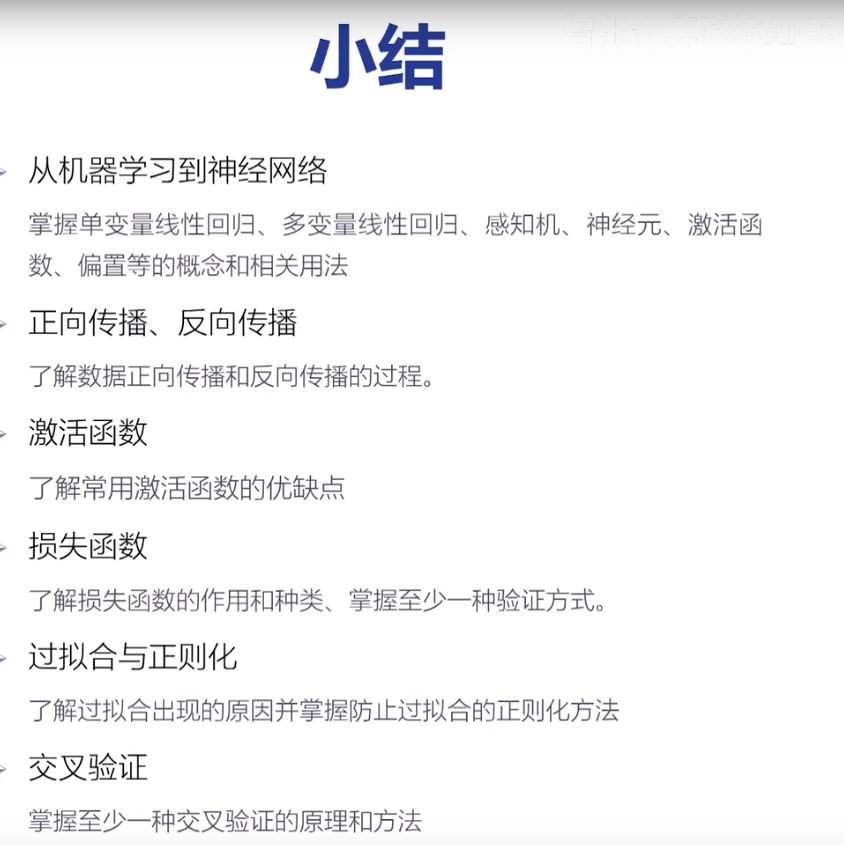 小结
从机器学习到神经网络
掌握单变量线性回归、多变量线性回归、感知机、神经元、激活函
数、偏置等的概念和相关用法
正向传播、反向传播
了解数据正向传播和反向传播的过程。
激活函数
了解常用激活函数的优缺点
损失函数
了解损失函数的作用和种类、掌握至少一种验证方式。
过拟合与正则化
了解过拟合出现的原因并掌握防止过拟合的正则化方法
交叉验证
掌握至少一种交叉验证的原理和方法